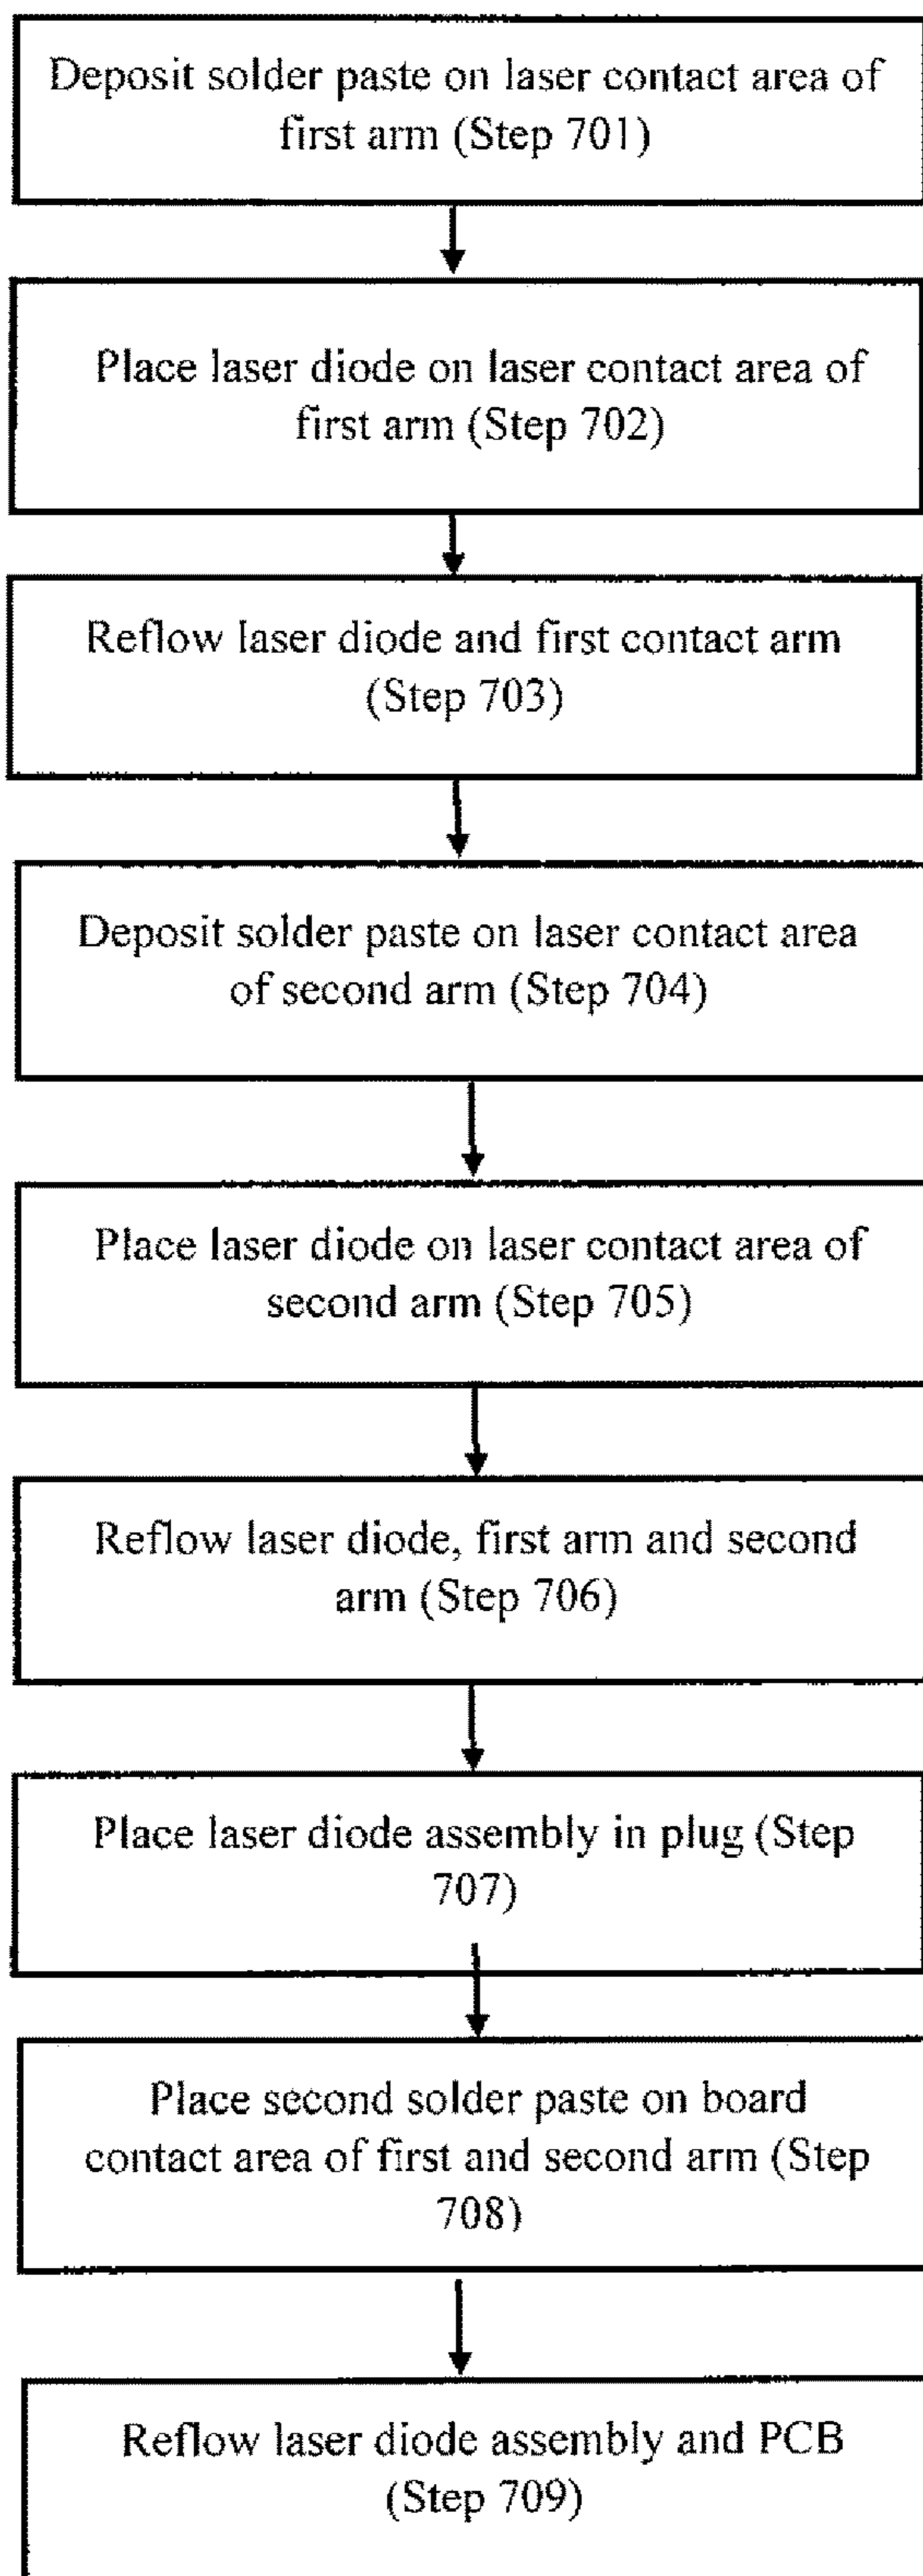 Deposit solder paste on laser contact area of
first arm (Step 701)
Place laser diode on laser contact area of
first arm (Step 702)
Reflow laser diode and first contact arm
(Step 703)
Deposit solder paste on laser contact area
of second arm (Step 704)
Place laser diode on laser contact area of
second arm (Step 705)
Reflow laser diode, first arm and second
arm (Step 706)
Place laser diode assembly in plug (Step
707)
Place second solder paste on board
contact area of first and second arm (Step
708)
Reflow laser diode assembly and PCB
(Step 709)